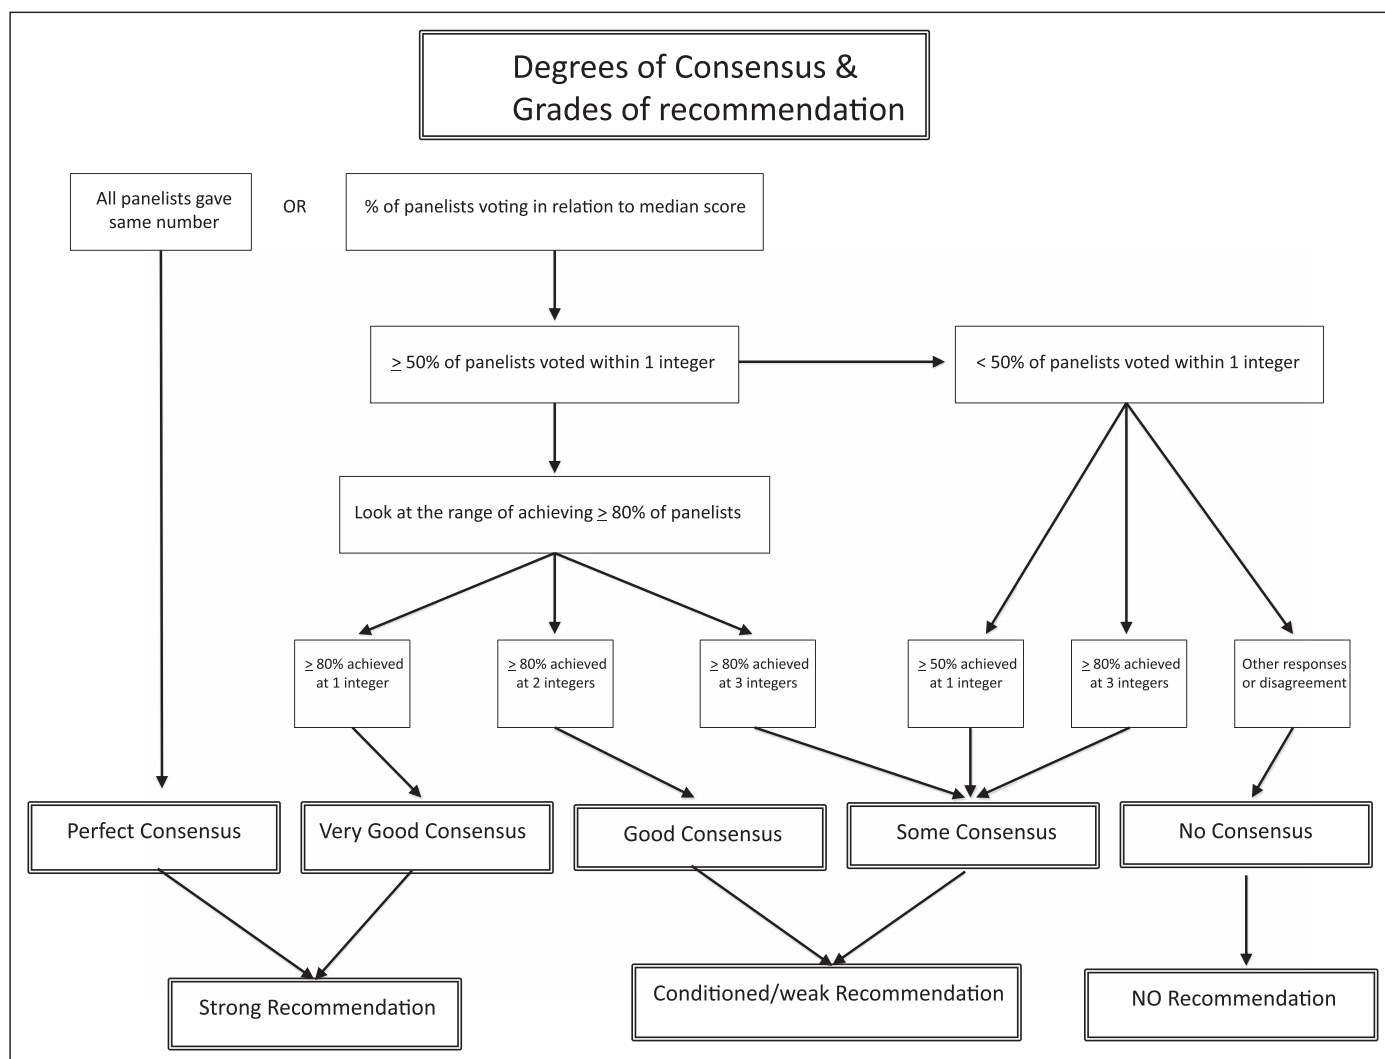 Degrees of Consensus &
Grades of recommendation
All panelists gave
same number
OR
% of panelists voting in relation to median score
≥ 50% of panelists voted within 1 integer
< 50% of panelists voted within 1 integer
Look at the range of achieving ≥ 80% of panelists
≥ 80% achieved
at 1 integer
≥ 80% achieved
at 2 integers
≥ 80% achieved
at 3 integers
≥ 50% achieved
at 1 integer
≥ 80% achieved
at 3 integers
Other responses
or disagreement
Perfect Consensus
Very Good Consensus
Good Consensus
Some Consensus
No Consensus
Strong Recommendation
Conditioned/weak Recommendation
NO Recommendation